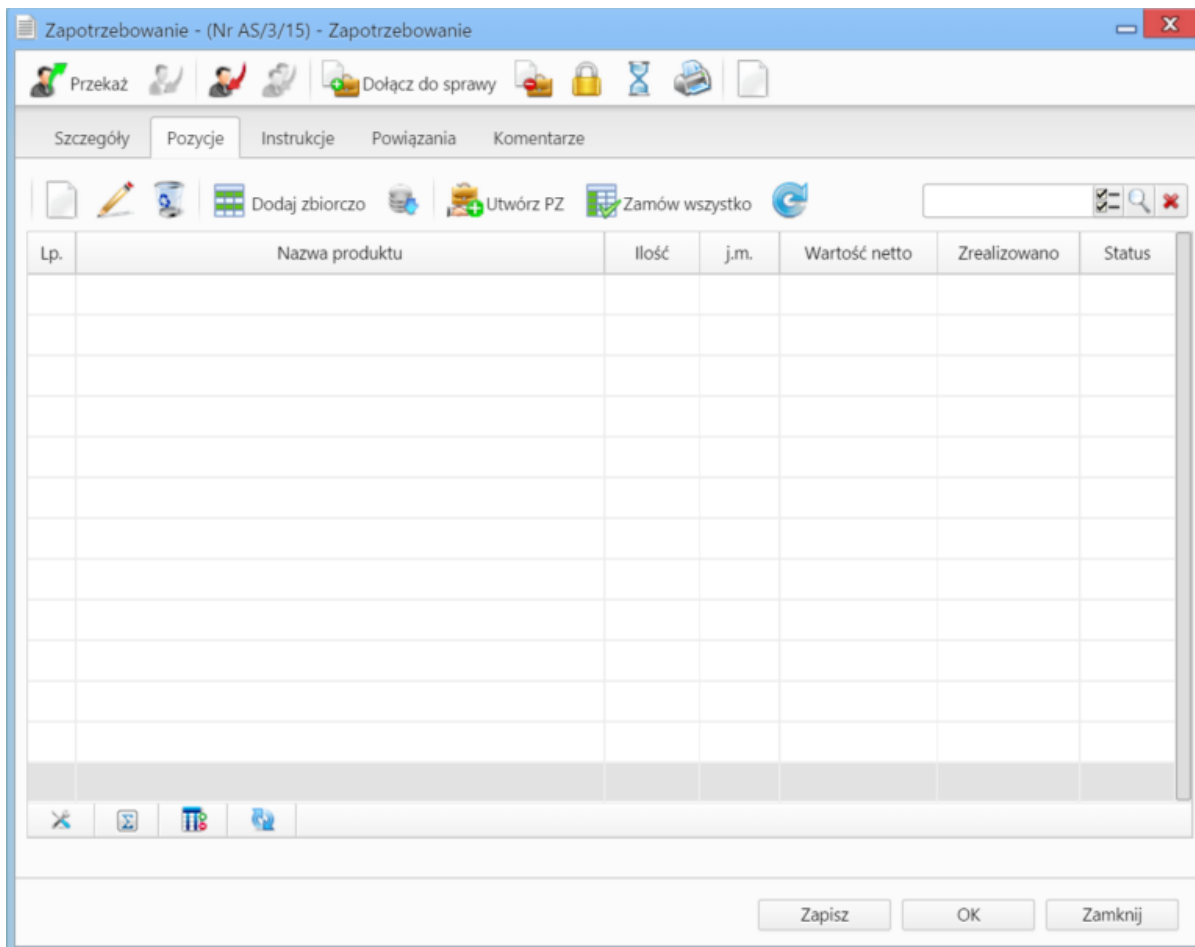 Zapotrzebowanie - (Nr AS/3/15) - Zapotrzebowanie
Przekaż Dołącz do sprawy
Szczegóły Pozycje Instrukcje Powiązania Komentarze
Dodaj zbiorczo Utwórz PZ Zamów wszystko
Lp. Nazwa produktu Ilość j.m. Wartość netto Zrealizowano Status
Zapisz OK Zamknij